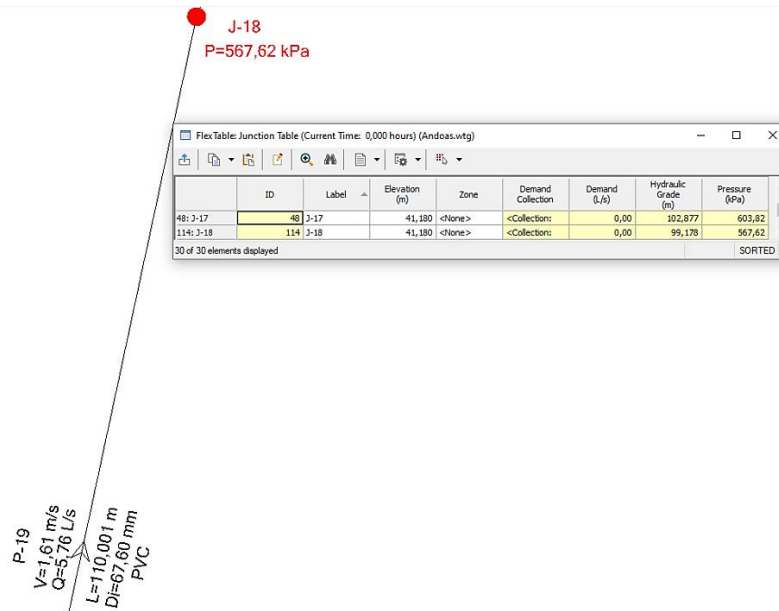 J-18
P=567,62 kPa
FlexTable: Junction Table (Current Time: 0,000 hours) (Andoas.wtg)
ID Label Elevation (m) Zone Demand Collection Demand (L/s) Hydraulic Grade (m) Pressure (kPa)
48: J-17 48 J-17 41,180 <None> <Collection: 0,00 102,877 603,82
114: J-18 114 J-18 41,180 <None> <Collection: 0,00 99,178 567,62
30 of 30 elements displayed SORTED
P-19
V=1,61 m/s
Q=5,76 L/s
L=110,001 m
Di=67,60 mm
PVC